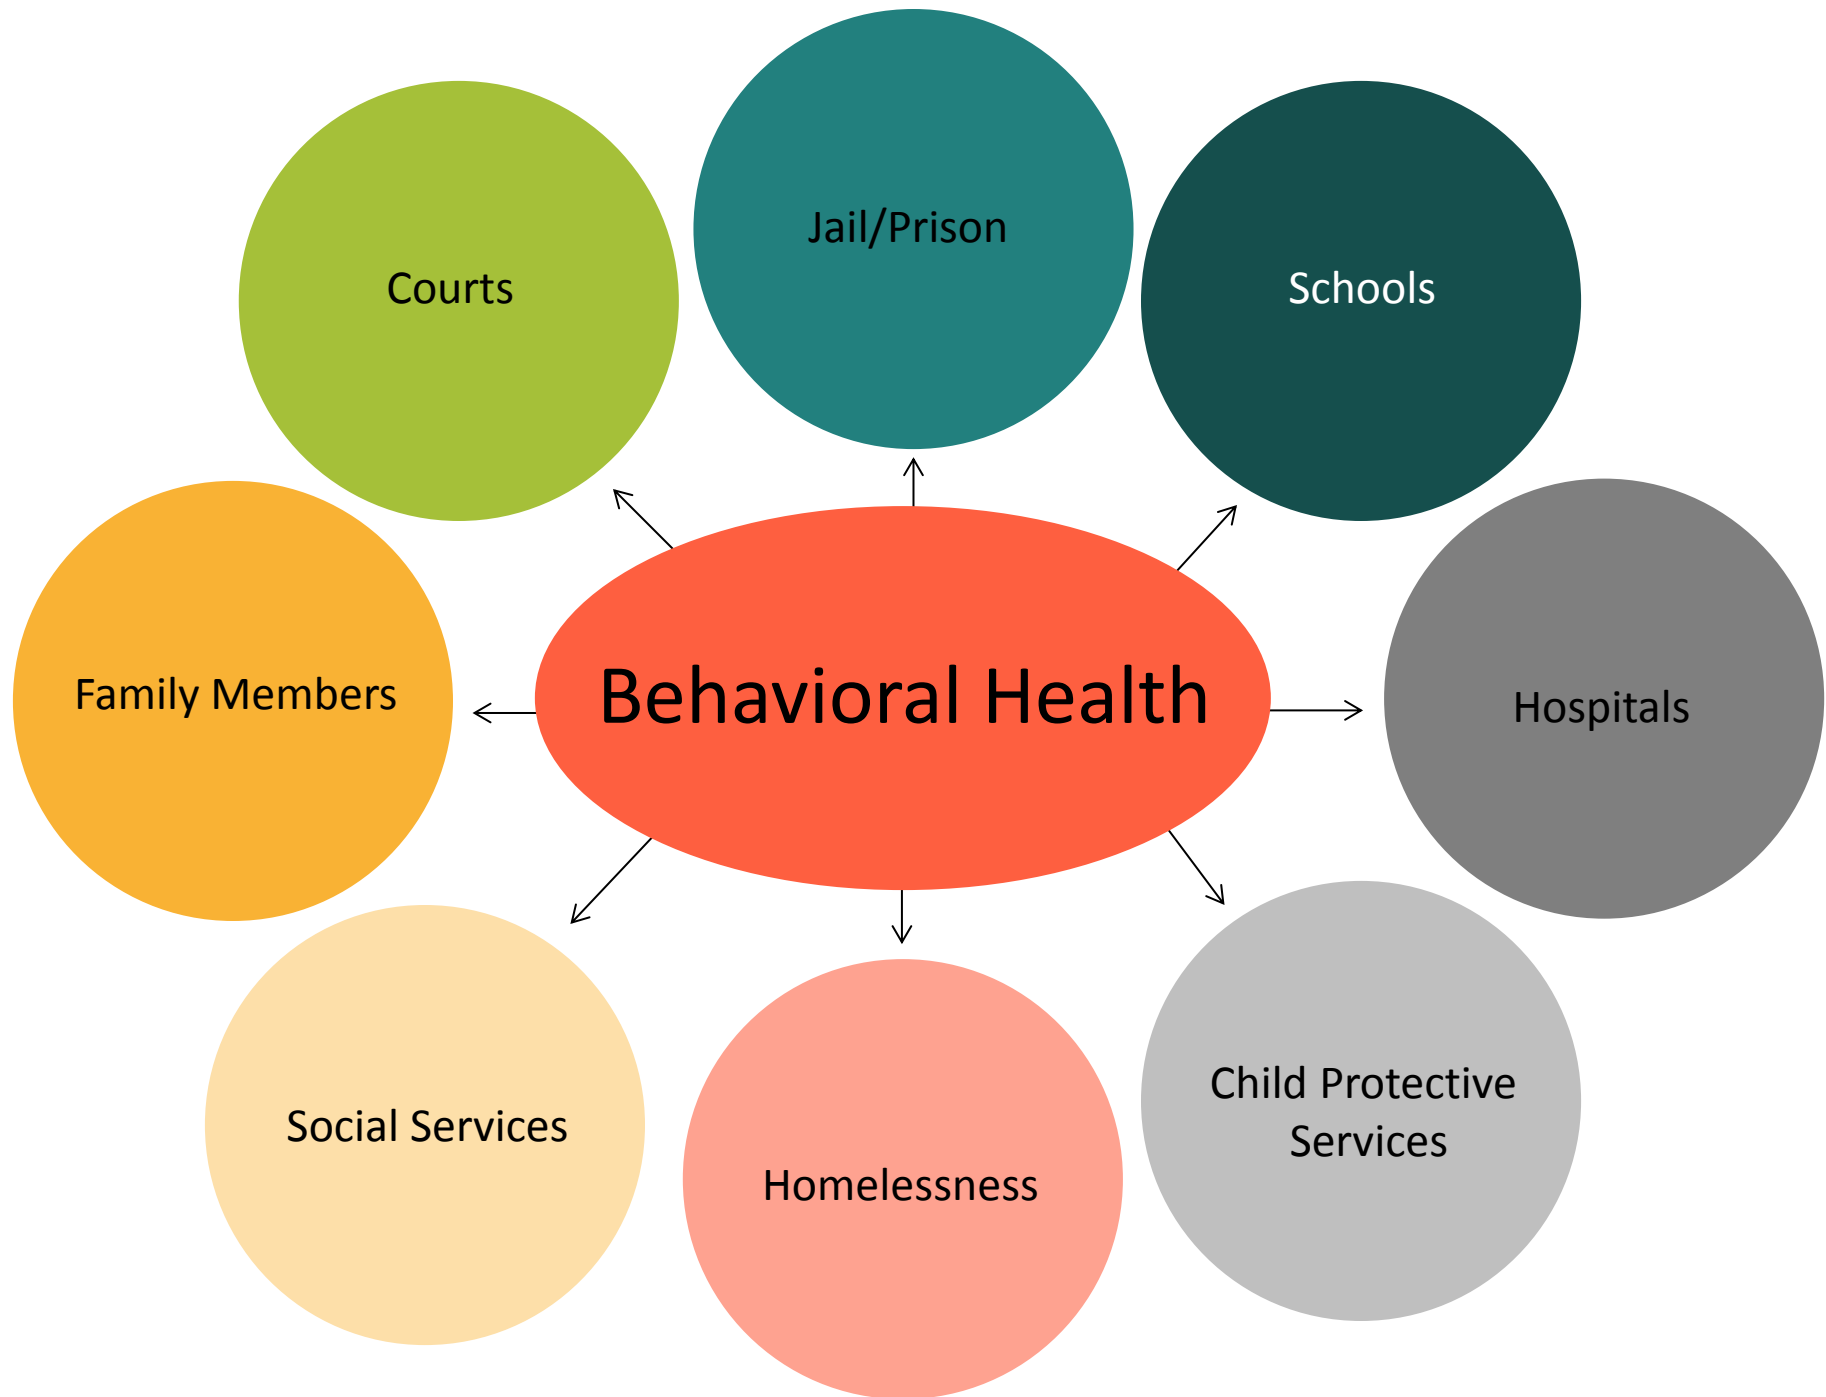 Jail/Prison
Courts
Schools
Family Members
Behavioral Health
Hospitals
Child Protective
Services
Social Services
Homelessness